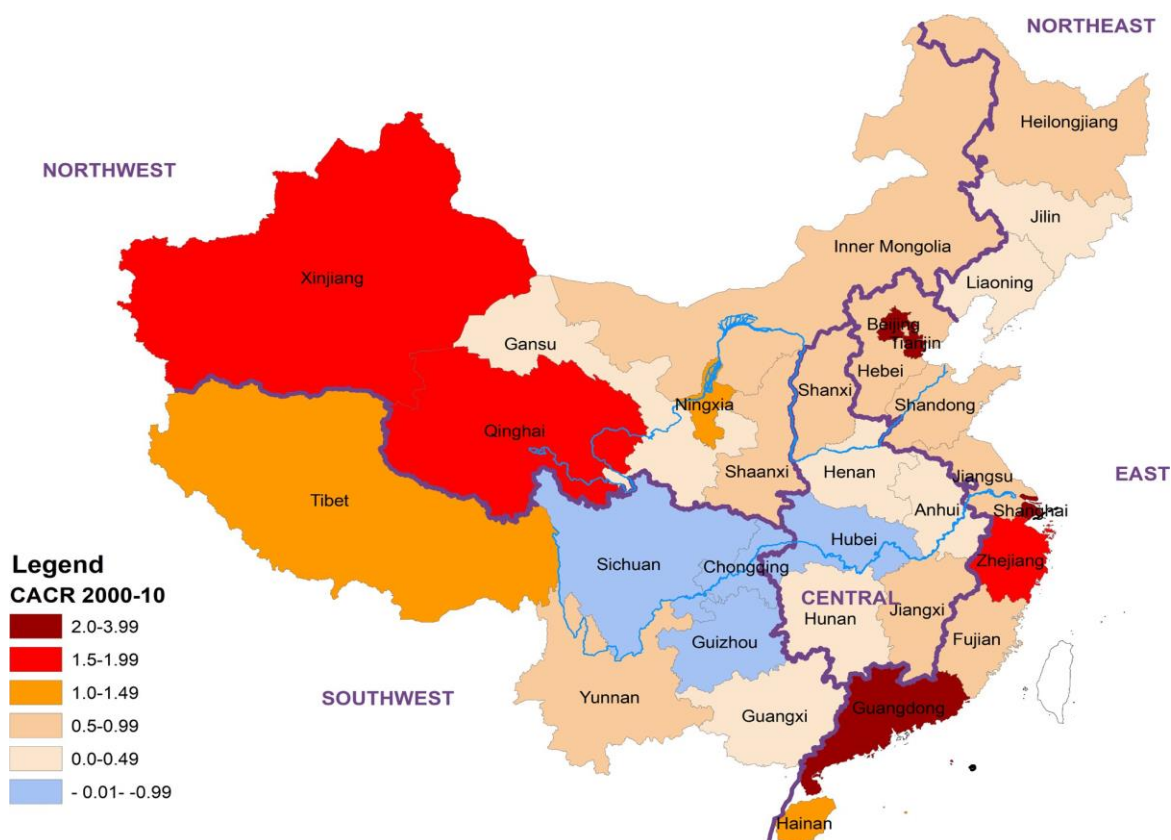 NORTHEAST
Heilongjiang
NORTHWEST
Jilin
Inner Mongolia
Liaoning
Xinjiang
Beijing
Tianjin
Gansu
Hebei
Shanxi
Ningxia
Shandong
Qinghai
Shaanxi
Henan
Jiangsu
EAST
Tibet
Anhui
Shanghai
Hubei
Sichuan
Chongqing
Zhejiang
CENTRAL
Jiangxi
Hunan
Guizhou
Fujian
Yunnan
SOUTHWEST
Guangxi
Guangdong
Hainan
Legend
CACR 2000-10
2.0-3.99
1.5-1.99
1.0-1.49
0.5-0.99
0.0-0.49
- 0.01- -0.99